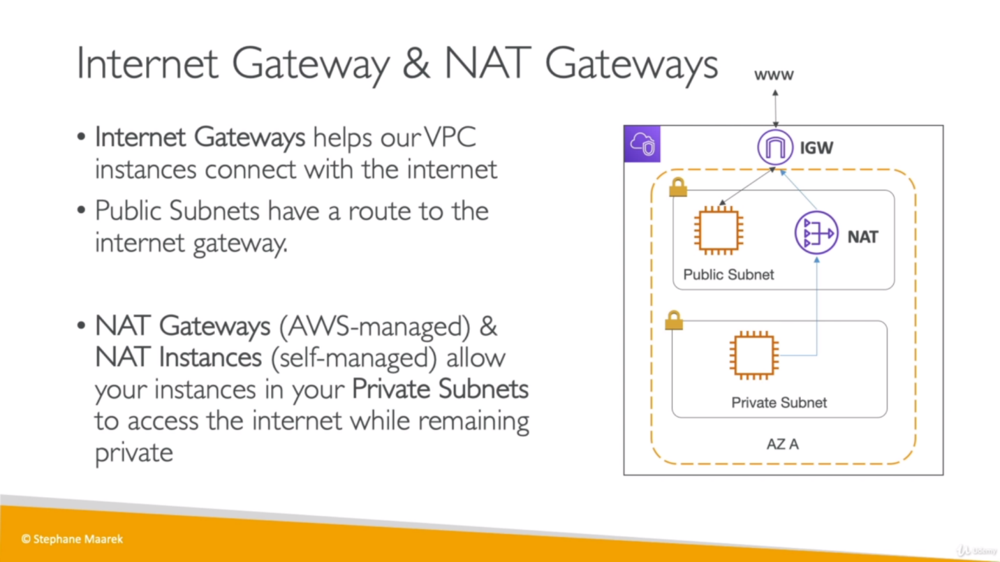 Internet Gateway & NAT Gateways
• Internet Gateways helps our VPC
instances connect with the internet
• Public Subnets have a route to the
internet gateway.
• NAT Gateways (AWS-managed) &
NAT Instances (self-managed) allow
your instances in your Private Subnets
to access the internet while remaining
private
www
IGW
NAT
Public Subnet
Private Subnet
AZ A
© Stephane Maarek
Udemy